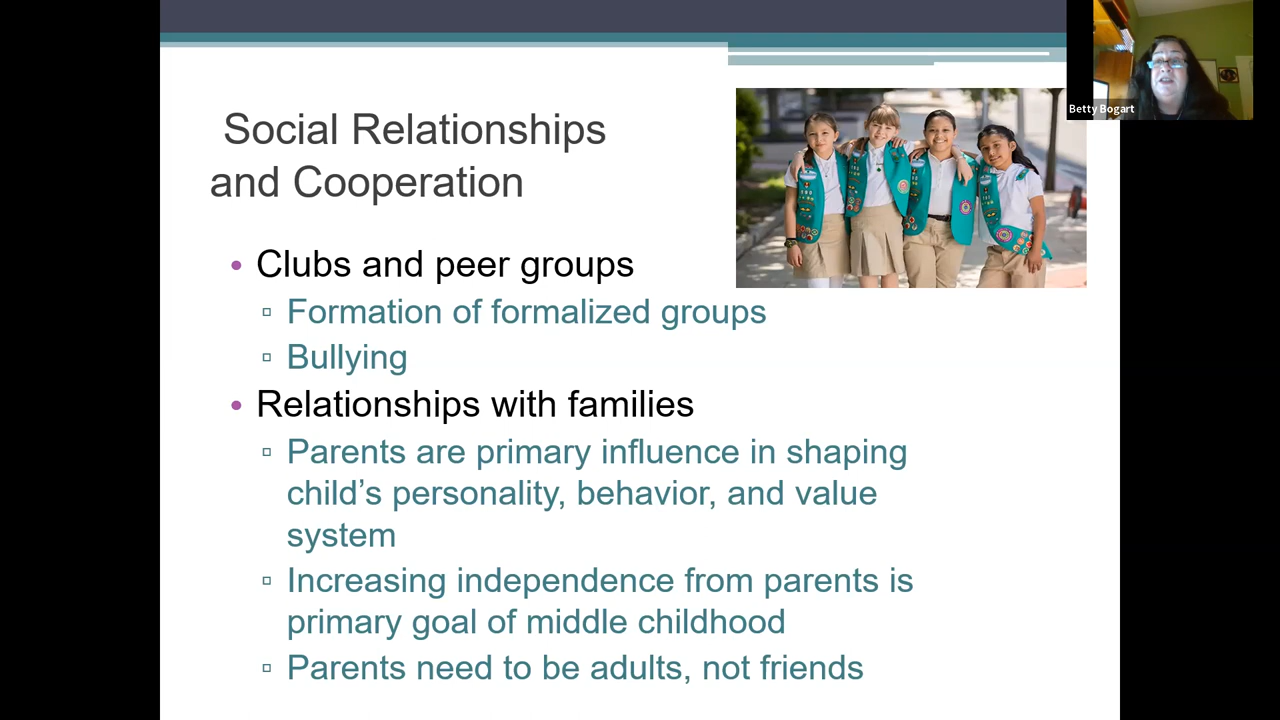 Social Relationships
and Cooperation
Betty Bogart
• Clubs and peer groups
▫ Formation of formalized groups
▫ Bullying
• Relationships with families
▫ Parents are primary influence in shaping
child’s personality, behavior, and value
system
▫ Increasing independence from parents is
primary goal of middle childhood
▫ Parents need to be adults, not friends